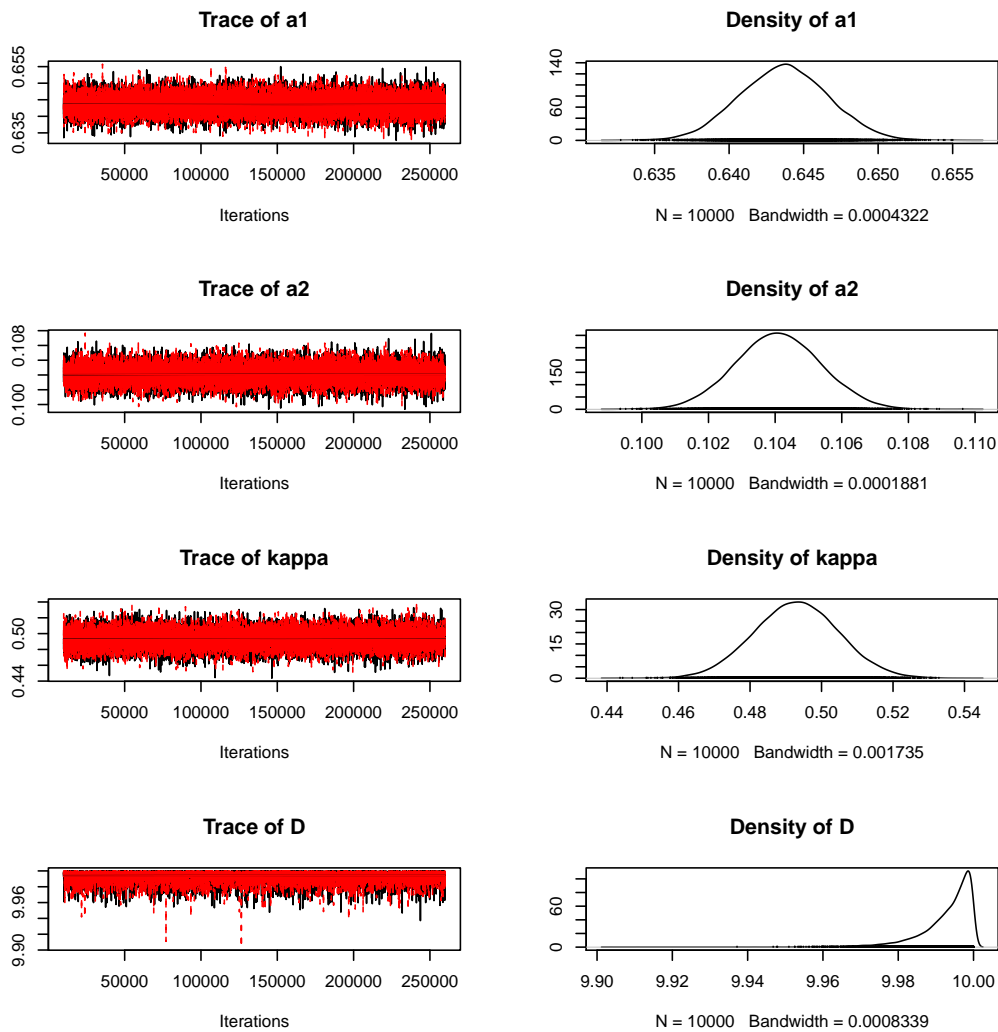 Trace of a1
0.635 0.655
50000 100000 150000 200000 250000
Iterations
Density of a1
0 60 140
0.635 0.640 0.645 0.650 0.655
N = 10000 Bandwidth = 0.0004322
Trace of a2
0.100 0.108
50000 100000 150000 200000 250000
Iterations
Density of a2
0 150
0.100 0.102 0.104 0.106 0.108 0.110
N = 10000 Bandwidth = 0.0001881
Trace of kappa
0.44 0.50
50000 100000 150000 200000 250000
Iterations
Density of kappa
0 15 30
0.44 0.46 0.48 0.50 0.52 0.54
N = 10000 Bandwidth = 0.001735
Trace of D
9.90 9.96
50000 100000 150000 200000 250000
Iterations
Density of D
0 60
9.90 9.92 9.94 9.96 9.98 10.00
N = 10000 Bandwidth = 0.0008339